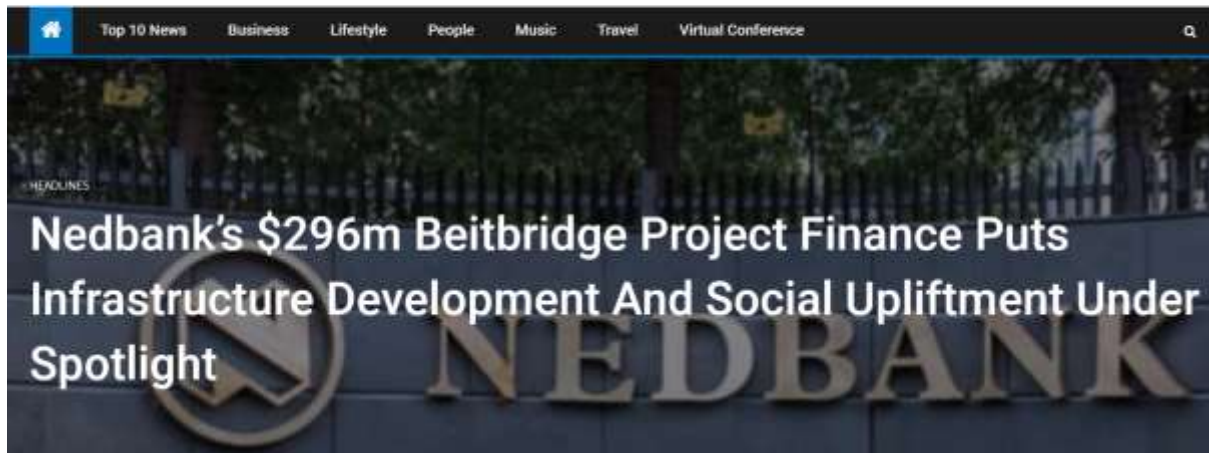 Top 10 News Business Lifestyle People Music Travel Virtual Conference
HEADLINES
Nedbank's $296m Beitbridge Project Finance Puts
Infrastructure Development And Social Upliftment Under
Spotlight
NEDBANK